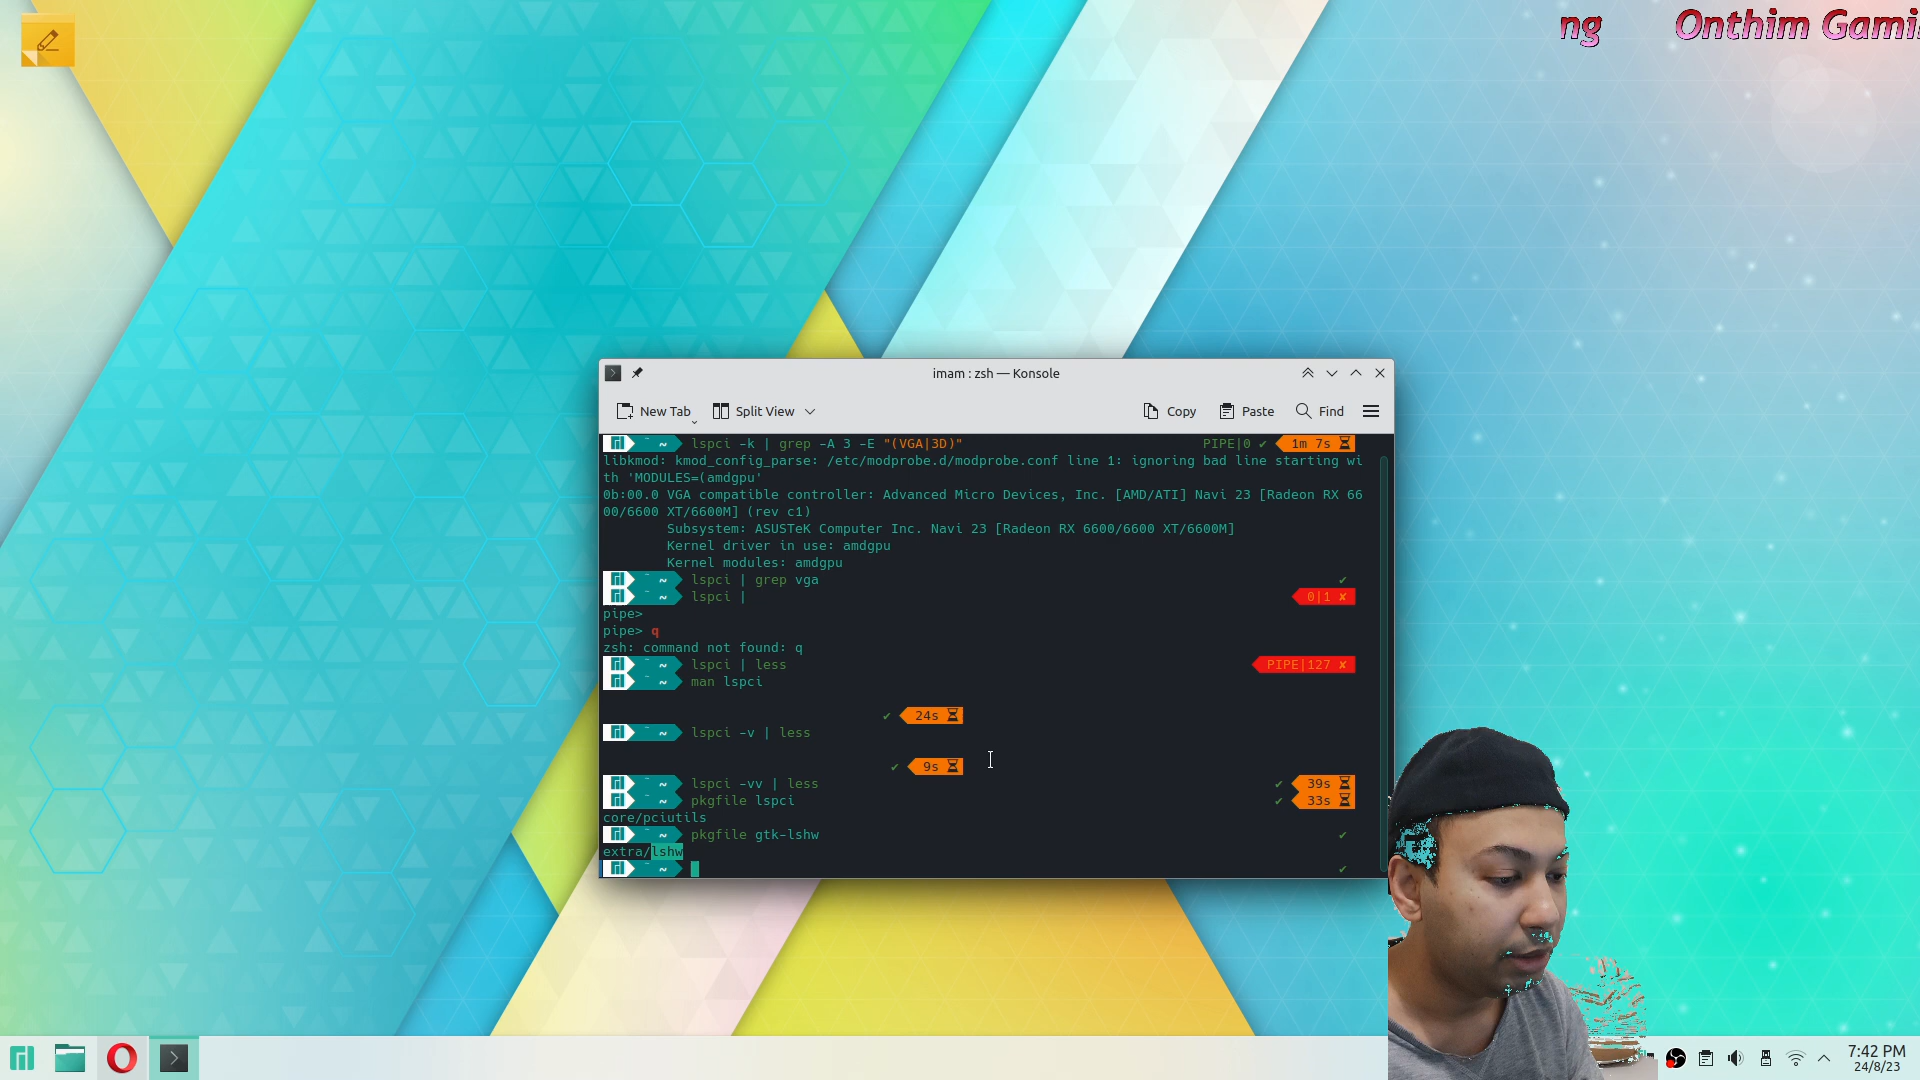 ng Onthim Gami
imam : zsh — Konsole
New Tab Split View Copy Paste Find
~ lspci -k | grep -A 3 -E "(VGA|3D)" PIPE|0 ✔ 1m 7s
libkmod: kmod_config_parse: /etc/modprobe.d/modprobe.conf line 1: ignoring bad line starting wi
th 'MODULES=(amdgpu'
0b:00.0 VGA compatible controller: Advanced Micro Devices, Inc. [AMD/ATI] Navi 23 [Radeon RX 66
00/6600 XT/6600M] (rev c1)
Subsystem: ASUSTeK Computer Inc. Navi 23 [Radeon RX 6600/6600 XT/6600M]
Kernel driver in use: amdgpu
Kernel modules: amdgpu
~ lspci | grep vga ✔
~ lspci | 0|1 ✘
pipe>
pipe> q
zsh: command not found: q
~ lspci | less PIPE|127 ✘
~ man lspci
✔ 24s
~ lspci -v | less
✔ 9s
~ lspci -vv | less ✔ 39s
~ pkgfile lspci ✔ 33s
core/pciutils
~ pkgfile gtk-lshw ✔
extra/lshw
~ ✔
7:42 PM
24/8/23